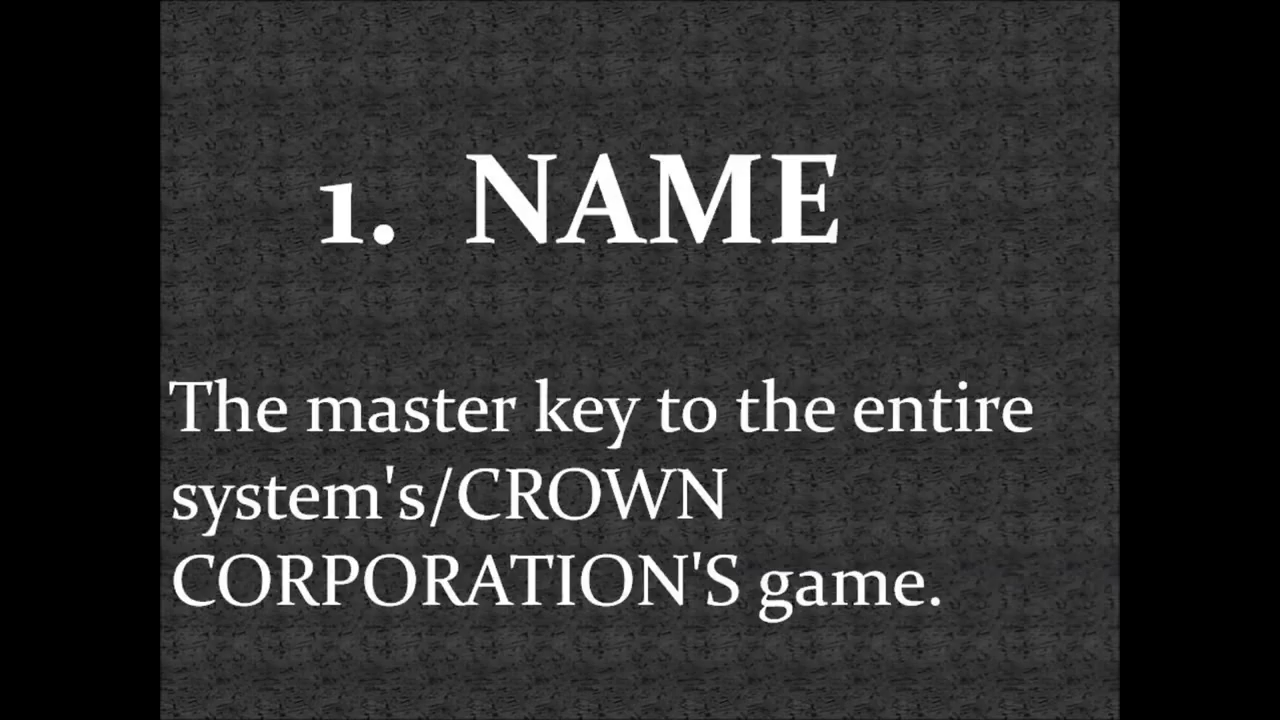 1. NAME
The master key to the entire
system's/CROWN
CORPORATION'S game.